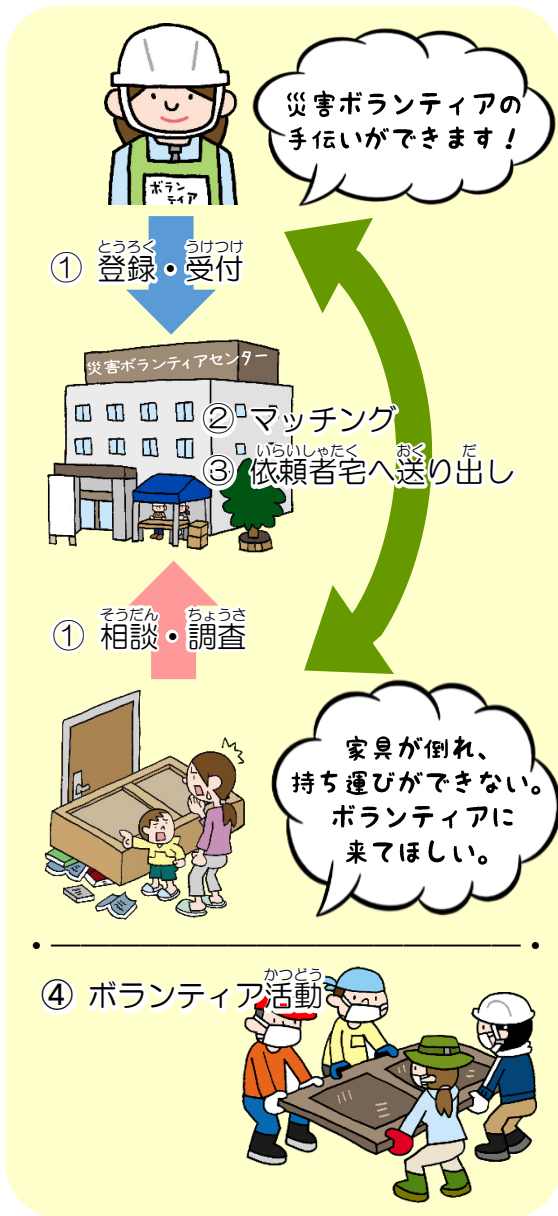 災害ボランティアの
手伝いができます!
ボラン
ティア
とうろく うけつけ
① 登録・受付
災害ボランティアセンター
② マッチング
いらいしゃたく おく だ
③ 依頼者宅へ送り出し
そうだん ちょうさ
① 相談・調査
家具が倒れ、
持ち運びができない。
ボランティアに
来てほしい。
かつどう
④ ボランティア活動